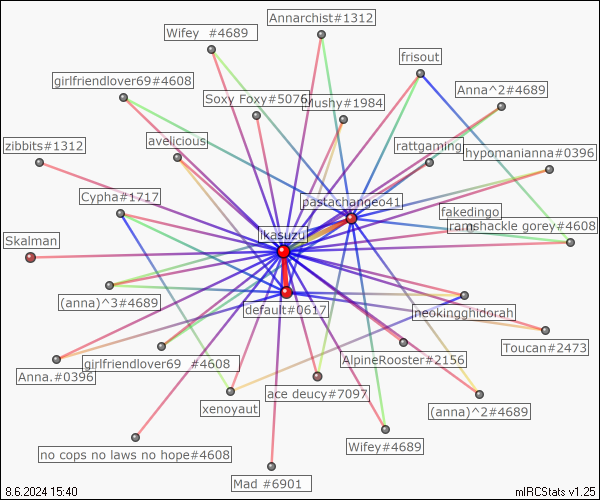 Annarchist#1312
Wifey #4689
frisout
girlfriendlover69#4608
Anna^2#4689
Soxy Foxy#5076
Mushy#1984
zibbits#1312
avelicious
rattgaming
hypomanianna#0396
Cypha#1717
pastachangeo41
fakedingo
ramshackle gorey#4608
Skalman
likasuzu
(anna)^3#4689
default#0617
neokingghidorah
Toucan#2473
Anna.#0396
girlfriendlover69 #4608
AlpineRooster#2156
xenoyaut
ace deucy#7097
(anna)^2#4689
no cops no laws no hope#4608
Wifey#4689
Mad #6901
8.6.2024 15:40
mIRCStats v1.25